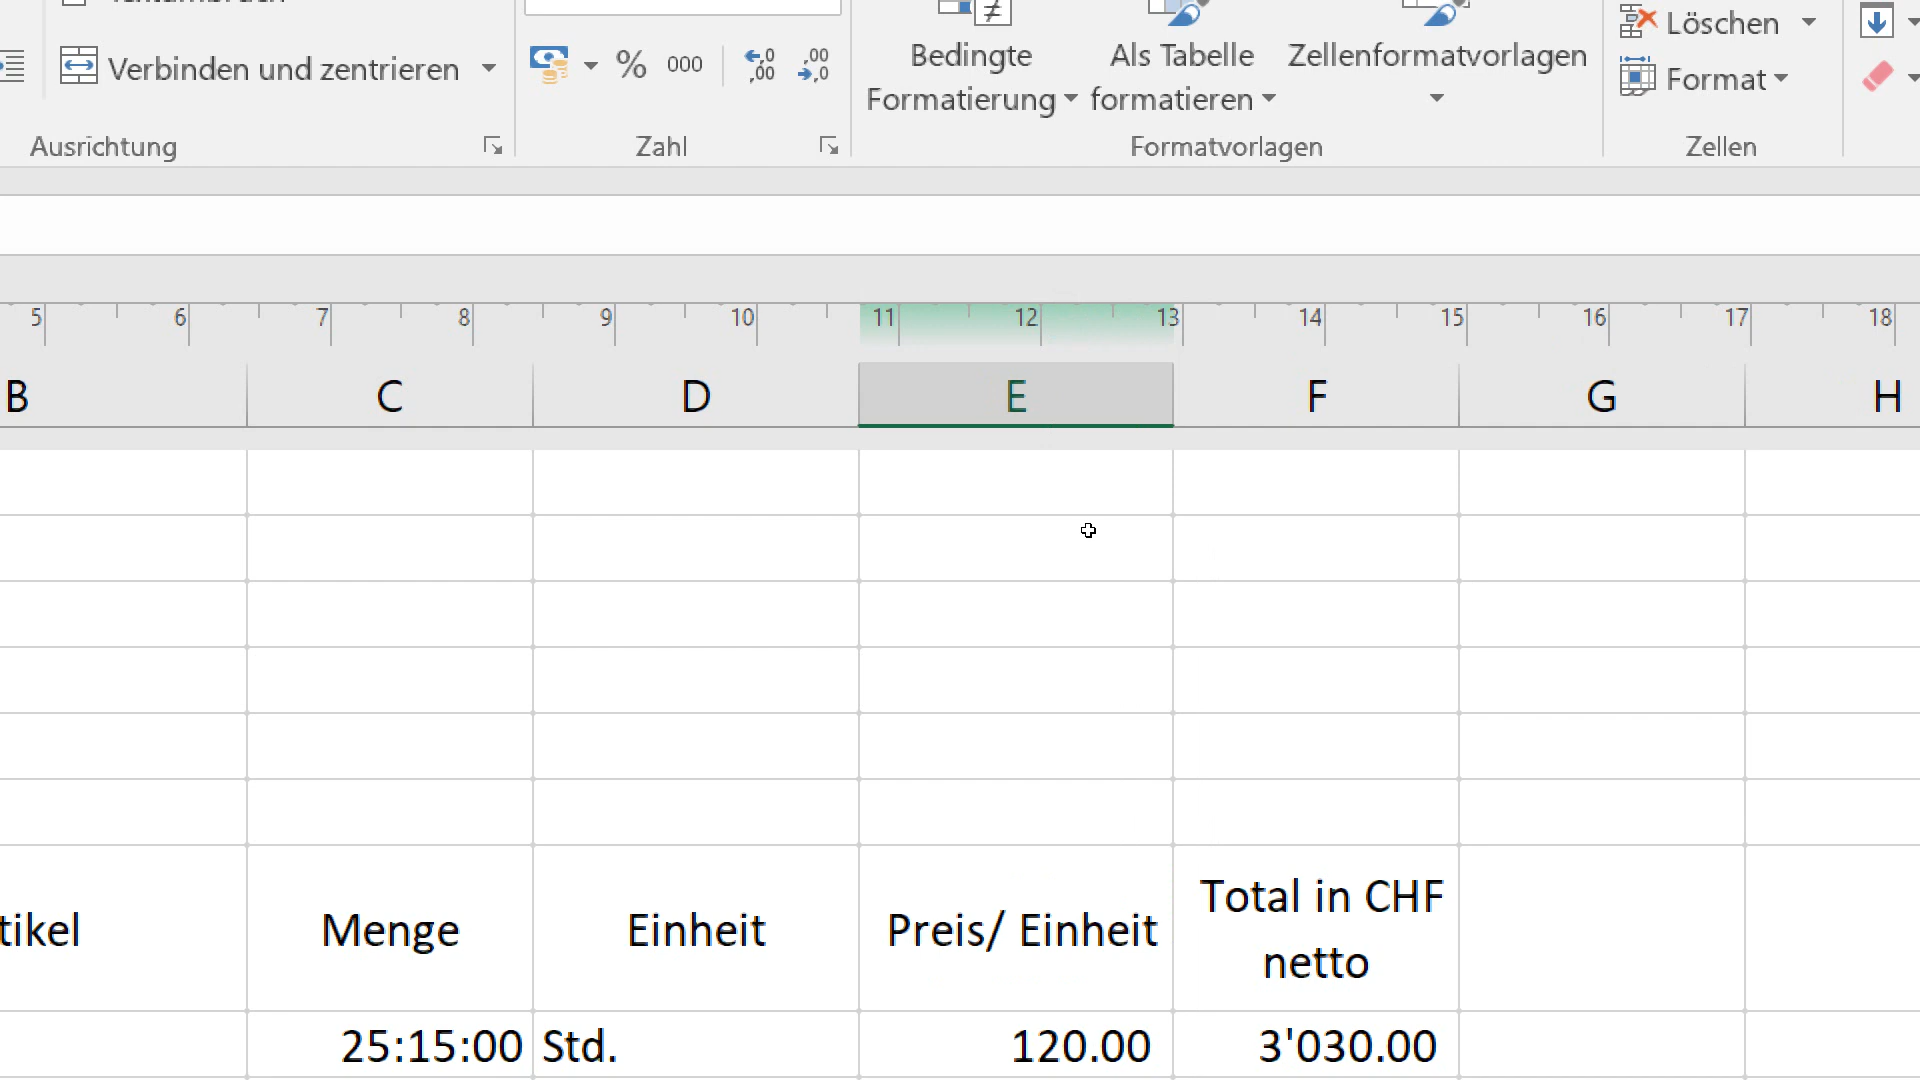 Löschen
Verbinden und zentrieren
% 000
Bedingte
Formatierung
Als Tabelle
formatieren
Zellenformatvorlagen
Format
Ausrichtung
Zahl
Formatvorlagen
Zellen
5 6 7 8 9 10 11 12 13 14 15 16 17 18
B C D E F G H
tikel Menge Einheit Preis/ Einheit Total in CHF
netto
25:15:00 Std. 120.00 3'030.00